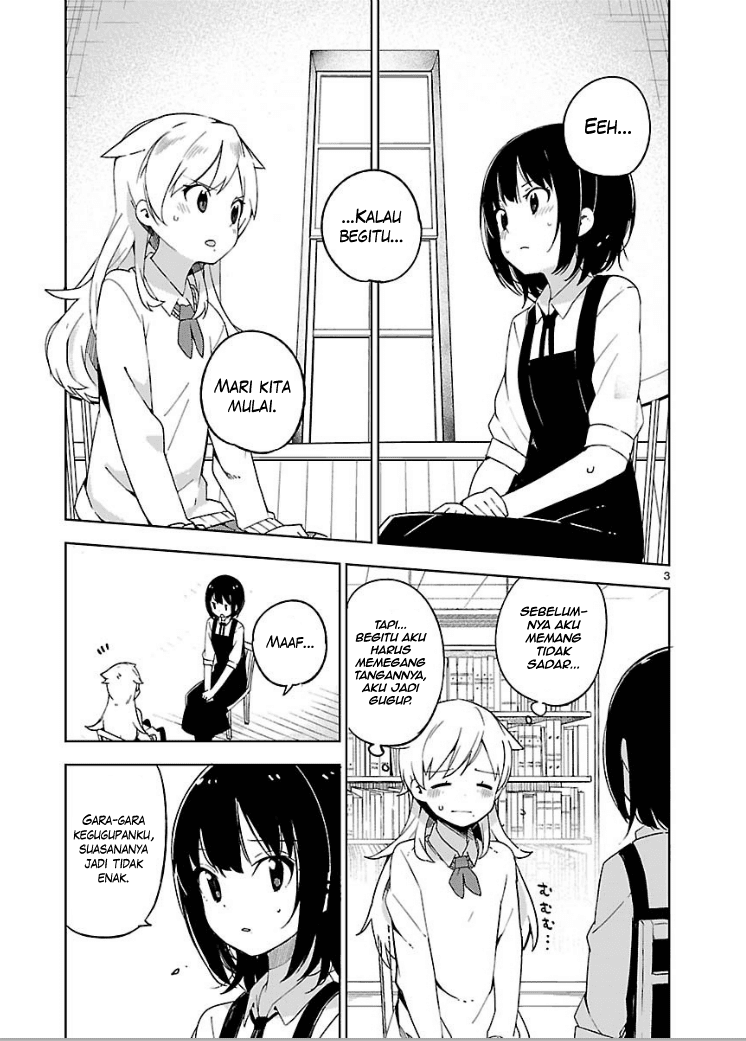 EEH...
...KALAU
BEGITU...
MARI KITA
MULAI.
3
SEBELUM-
NYA AKU
MEMANG
TIDAK
SADAR...
TAPI...
BEGITU AKU
HARUS
MEMEGANG
TANGANNYA,
AKU JADI
GUGUP.
むむむ…
MAAF...
GARA-GARA
KEGUGUPANKU,
SUASANANYA
JADI TIDAK
ENAK.